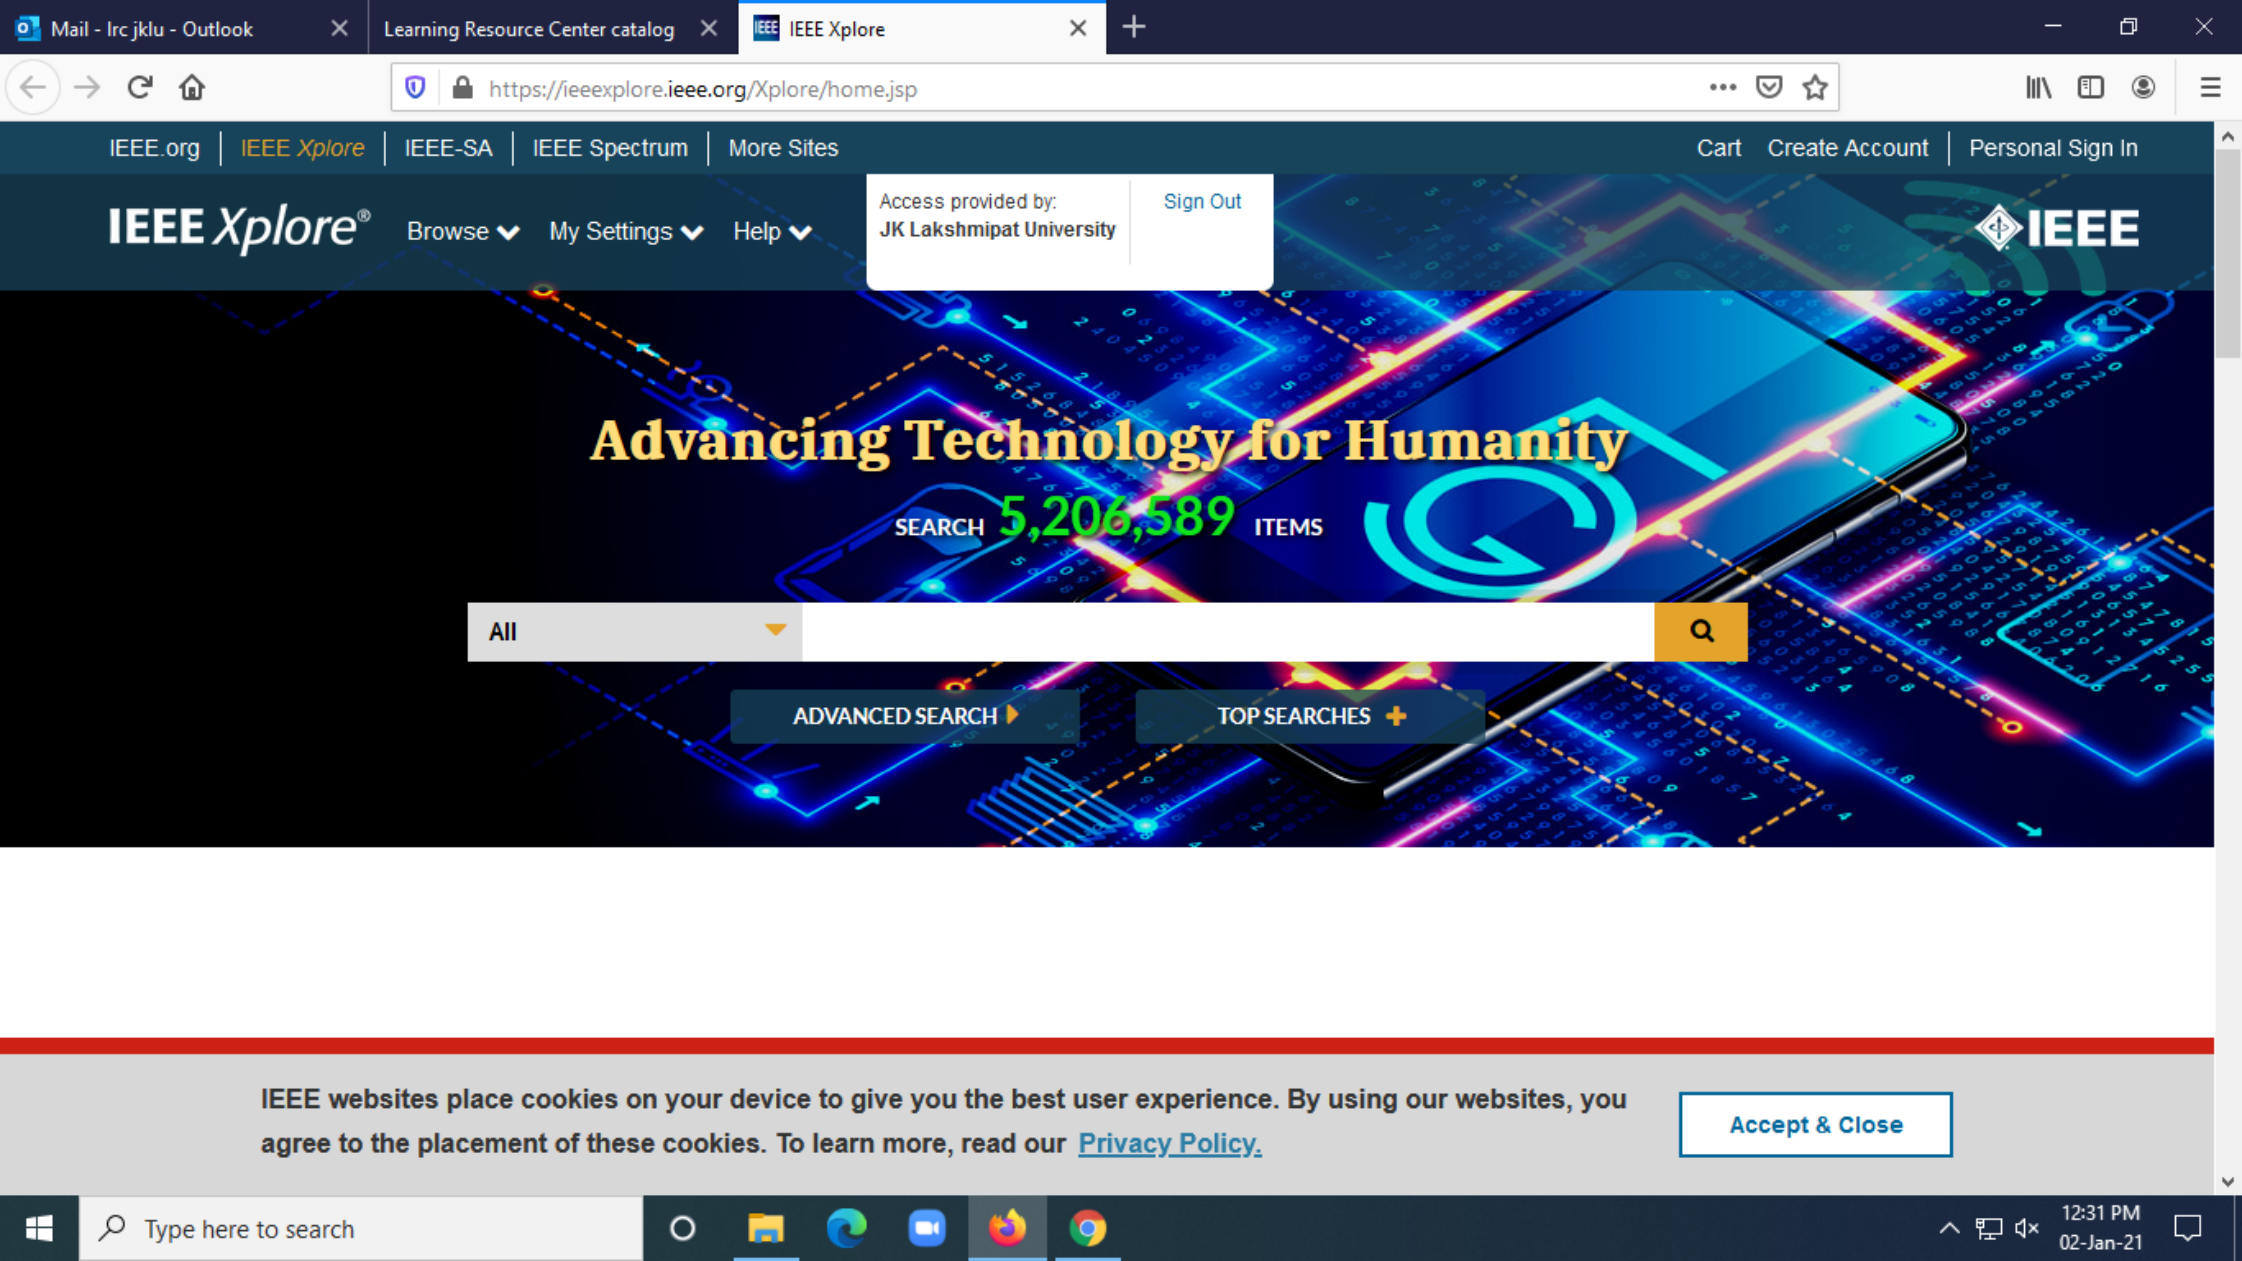 Mail - lrc jklu - Outlook
Learning Resource Center catalog
IEEE IEEE Xplore
https://ieeexplore.ieee.org/Xplore/home.jsp
IEEE.org IEEE Xplore IEEE-SA IEEE Spectrum More Sites
Cart Create Account Personal Sign In
IEEE Xplore® Browse My Settings Help
Access provided by:
JK Lakshmipat University
Sign Out
IEEE
Advancing Technology for Humanity
SEARCH 5,206,589 ITEMS
All
ADVANCED SEARCH
TOP SEARCHES
IEEE websites place cookies on your device to give you the best user experience. By using our websites, you
agree to the placement of these cookies. To learn more, read our Privacy Policy.
Accept & Close
Type here to search
12:31 PM
02-Jan-21